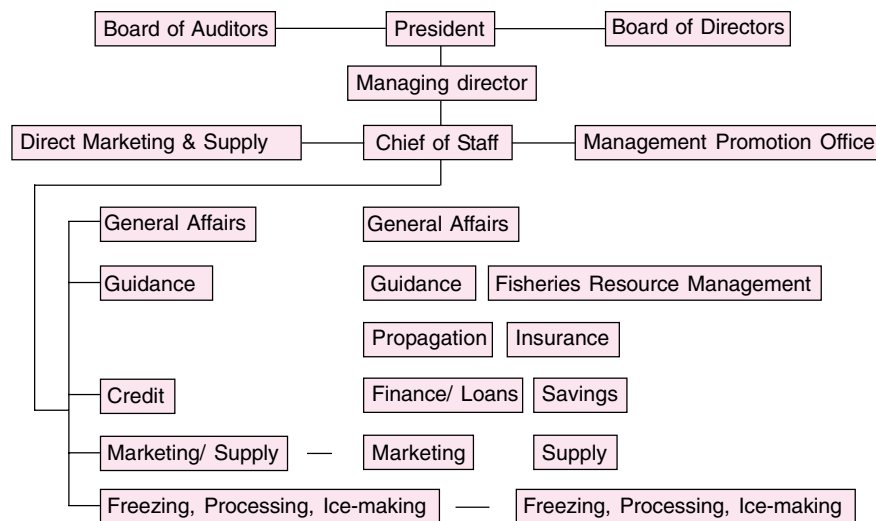 Board of Auditors President Board of Directors
Managing director
Direct Marketing & Supply Chief of Staff Management Promotion Office
General Affairs General Affairs
Guidance Guidance Fisheries Resource Management
Propagation Insurance
Credit Finance/ Loans Savings
Marketing/ Supply Marketing Supply
Freezing, Processing, Ice-making Freezing, Processing, Ice-making